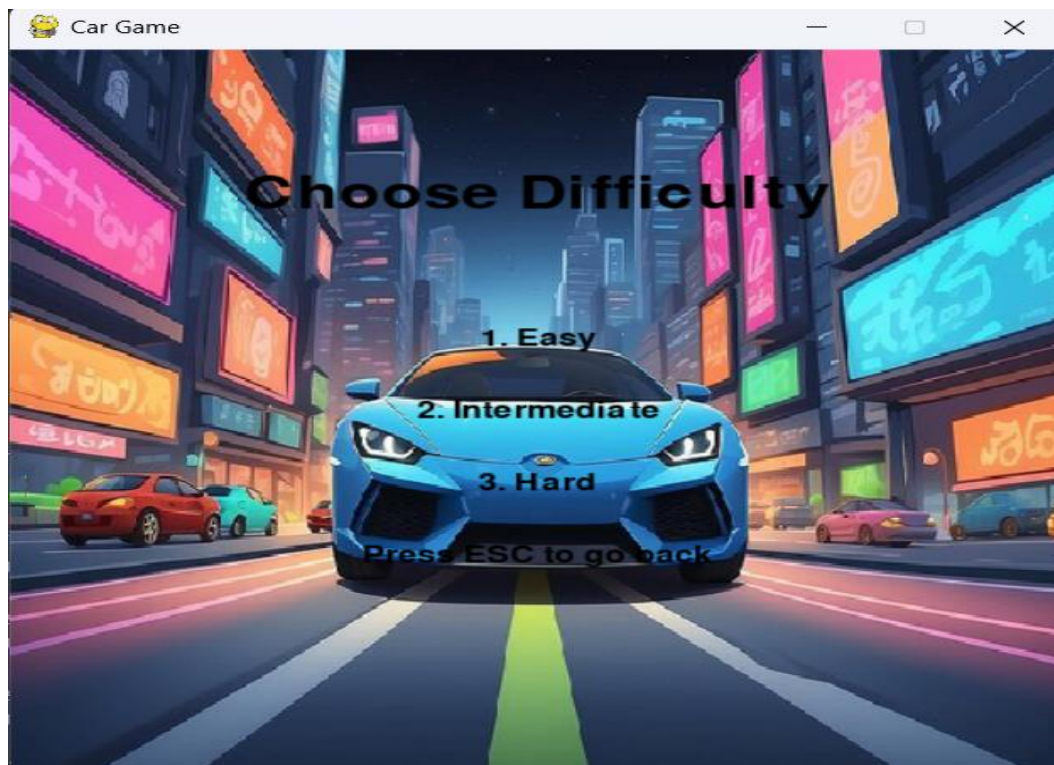 Car Game
Choose Difficulty
1. Easy
2. Intermediate
3. Hard
Press ESC to go back